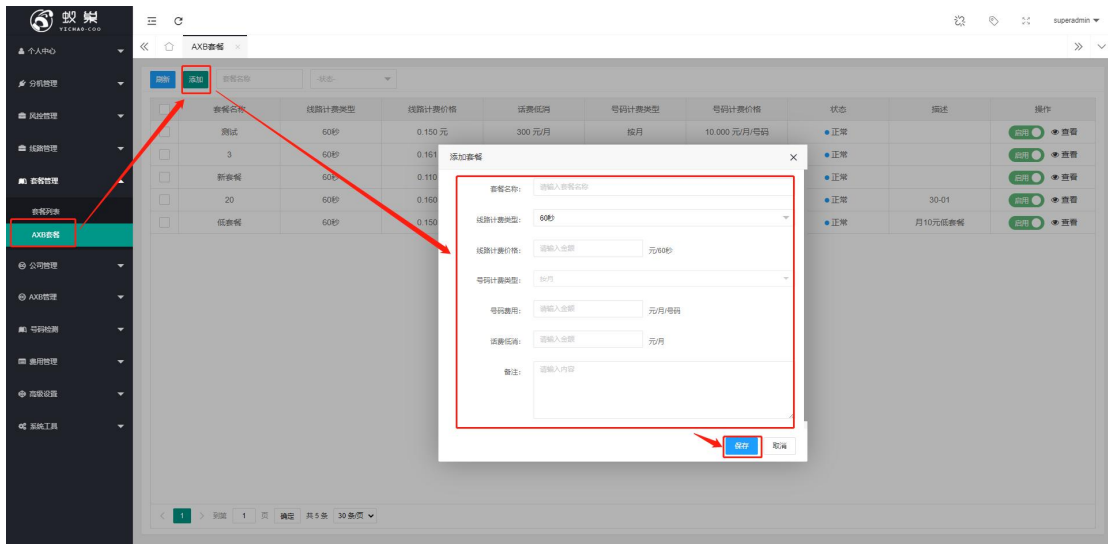 蚁巢
YICHAO-COO
superadmin
个人中心
AXB套餐
分机管理
刷新 添加 套餐名称 -状态-
风控管理
套餐名称 线路计费类型 线路计费价格 话费低消 号码计费类型 号码计费价格 状态 描述 操作
测试 60秒 0.150 元 300 元/月 按月 10.000 元/月/号码 正常 启用 查看
线路管理
3 60秒 0.161 正常 启用 查看
套餐管理
新套餐 60秒 0.110 正常 启用 查看
套餐列表
20 60秒 0.160 正常 30-01 启用 查看
AXB套餐
低套餐 60秒 0.150 正常 月10元低套餐 启用 查看
公司管理
AXB管理
号码检测
费用管理
高级设置
系统工具
添加套餐
套餐名称: 请输入套餐名称
线路计费类型: 60秒
线路计费价格: 请输入金额 元/60秒
号码计费类型: 按月
号码费用: 请输入金额 元/月/号码
话费低消: 请输入金额 元/月
备注: 请输入内容
保存 取消
1 到第 1 页 确定 共 5 条 30 条/页